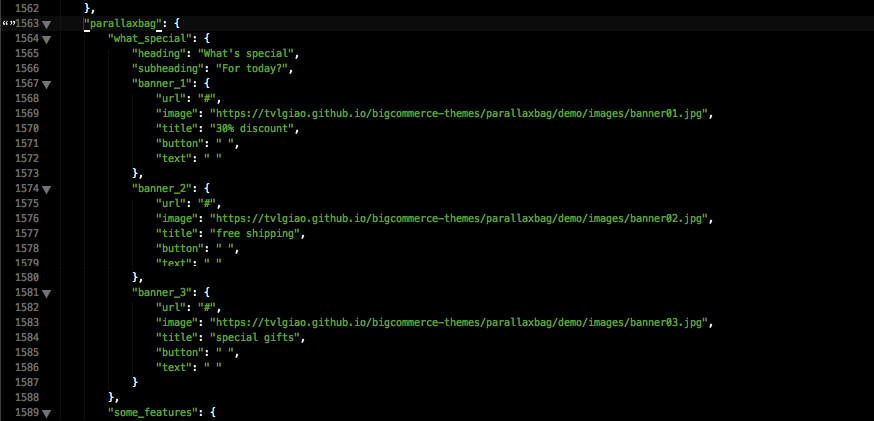 1562 },
“” 1563 "parallaxbag": {
1564 "what_special": {
1565 "heading": "What's special",
1566 "subheading": "For today?",
1567 "banner_1": {
1568 "url": "#",
1569 "image": "https://tvlgiao.github.io/bigcommerce-themes/parallaxbag/demo/images/banner01.jpg",
1570 "title": "30% discount",
1571 "button": " ",
1572 "text": " "
1573 },
1574 "banner_2": {
1575 "url": "#",
1576 "image": "https://tvlgiao.github.io/bigcommerce-themes/parallaxbag/demo/images/banner02.jpg",
1577 "title": "free shipping",
1578 "button": " ",
1579 "text": " "
1580 },
1581 "banner_3": {
1582 "url": "#",
1583 "image": "https://tvlgiao.github.io/bigcommerce-themes/parallaxbag/demo/images/banner03.jpg",
1584 "title": "special gifts",
1585 "button": " ",
1586 "text": " "
1587 }
1588 },
1589 "some_features": {